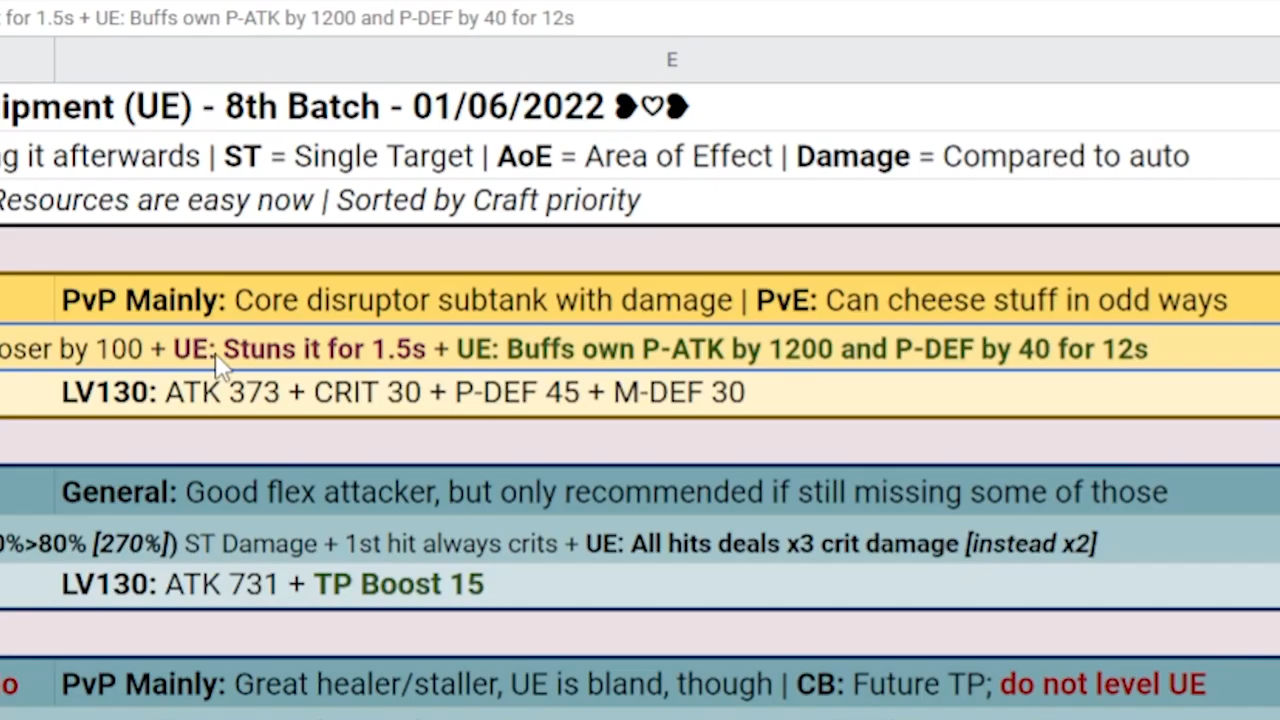 for 1.5s + UE: Buffs own P-ATK by 1200 and P-DEF by 40 for 12s
E
ipment (UE) - 8th Batch - 01/06/2022 ❥♡❥
g it afterwards | ST = Single Target | AoE = Area of Effect | Damage = Compared to auto
Resources are easy now | Sorted by Craft priority
PvP Mainly: Core disruptor subtank with damage | PvE: Can cheese stuff in odd ways
oser by 100 + UE: Stuns it for 1.5s + UE: Buffs own P-ATK by 1200 and P-DEF by 40 for 12s
LV130: ATK 373 + CRIT 30 + P-DEF 45 + M-DEF 30
General: Good flex attacker, but only recommended if still missing some of those
0%>80% [270%]) ST Damage + 1st hit always crits + UE: All hits deals x3 crit damage [instead x2]
LV130: ATK 731 + TP Boost 15
o PvP Mainly: Great healer/staller, UE is bland, though | CB: Future TP; do not level UE